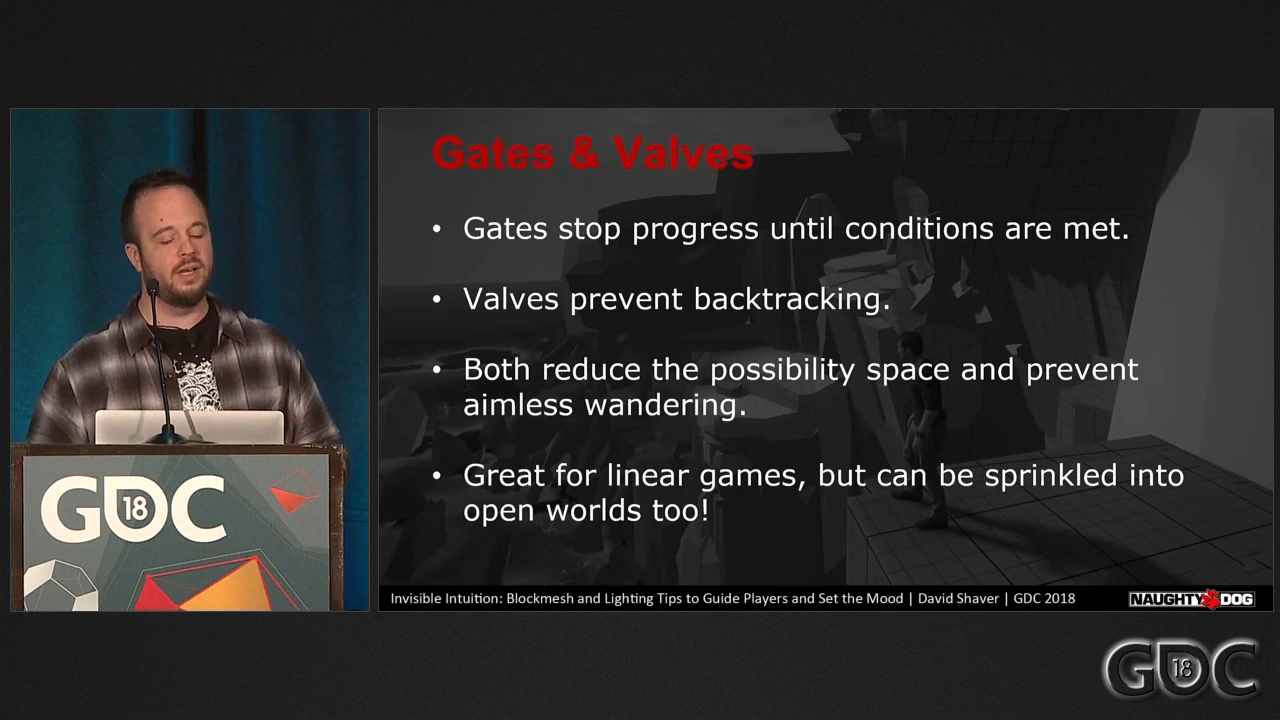 Gates & Valves
• Gates stop progress until conditions are met.
• Valves prevent backtracking.
• Both reduce the possibility space and prevent
aimless wandering.
• Great for linear games, but can be sprinkled into
open worlds too!
Invisible Intuition: Blockmesh and Lighting Tips to Guide Players and Set the Mood | David Shaver | GDC 2018
NAUGHTY DOG
GDC
18
GDC
18